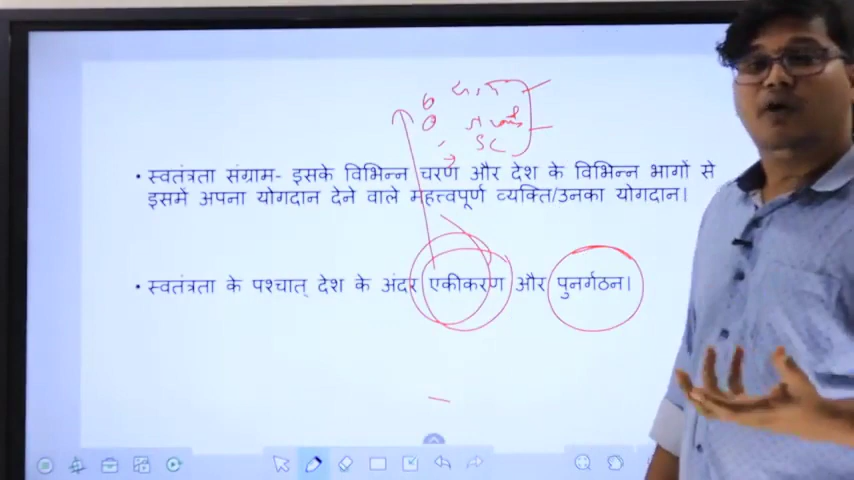 SC
• स्वतंत्रता संग्राम- इसके विभिन्न चरण और देश के विभिन्न भागों से
इसमें अपना योगदान देने वाले महत्त्वपूर्ण व्यक्ति/उनका योगदान।
• स्वतंत्रता के पश्चात् देश के अंदर एकीकरण और पुनर्गठन।